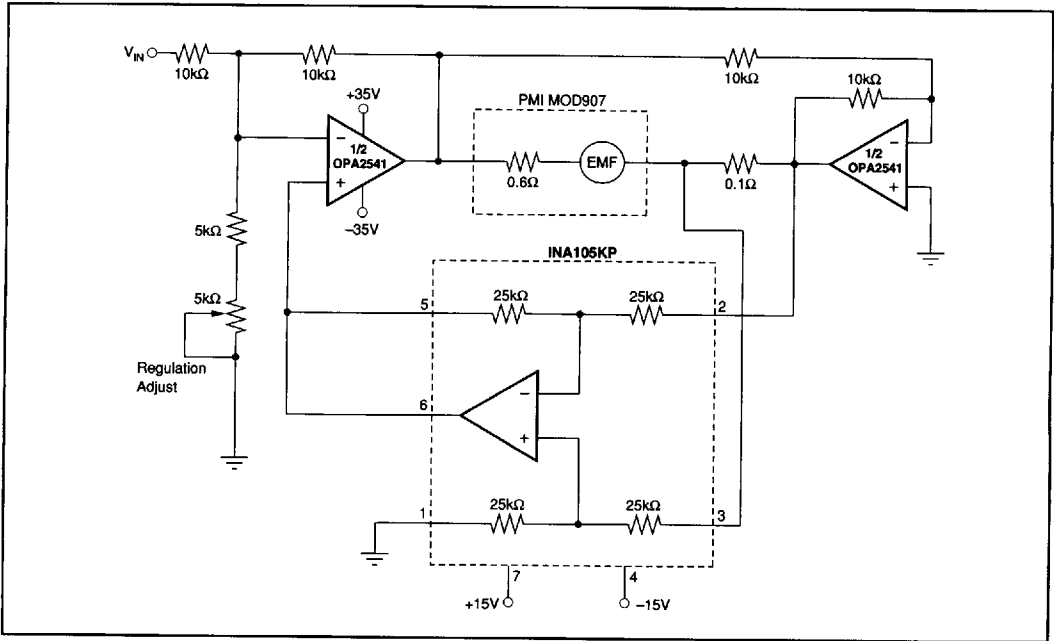 V_IN
10kΩ
10kΩ
10kΩ
10kΩ
+35V
PMI MOD907
–
1/2
OPA2541
+
–35V
0.6Ω
EMF
0.1Ω
–
1/2
OPA2541
+
5kΩ
5kΩ
Regulation
Adjust
INA105KP
5
25kΩ
25kΩ
2
6
–
+
1
25kΩ
25kΩ
3
7
4
+15V
–15V